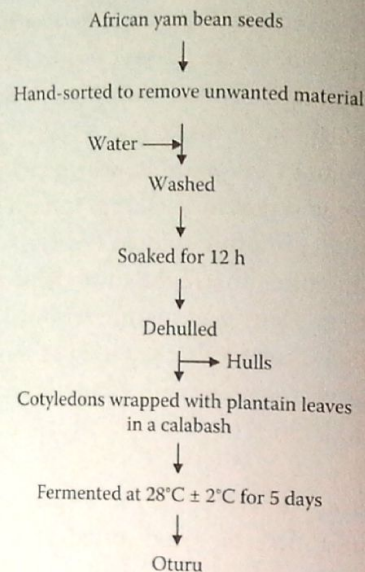 African yam bean seeds
Hand-sorted to remove unwanted material
Water
Washed
Soaked for 12 h
Dehulled
Hulls
Cotyledons wrapped with plantain leaves
in a calabash
Fermented at 28°C ± 2°C for 5 days
Oturu